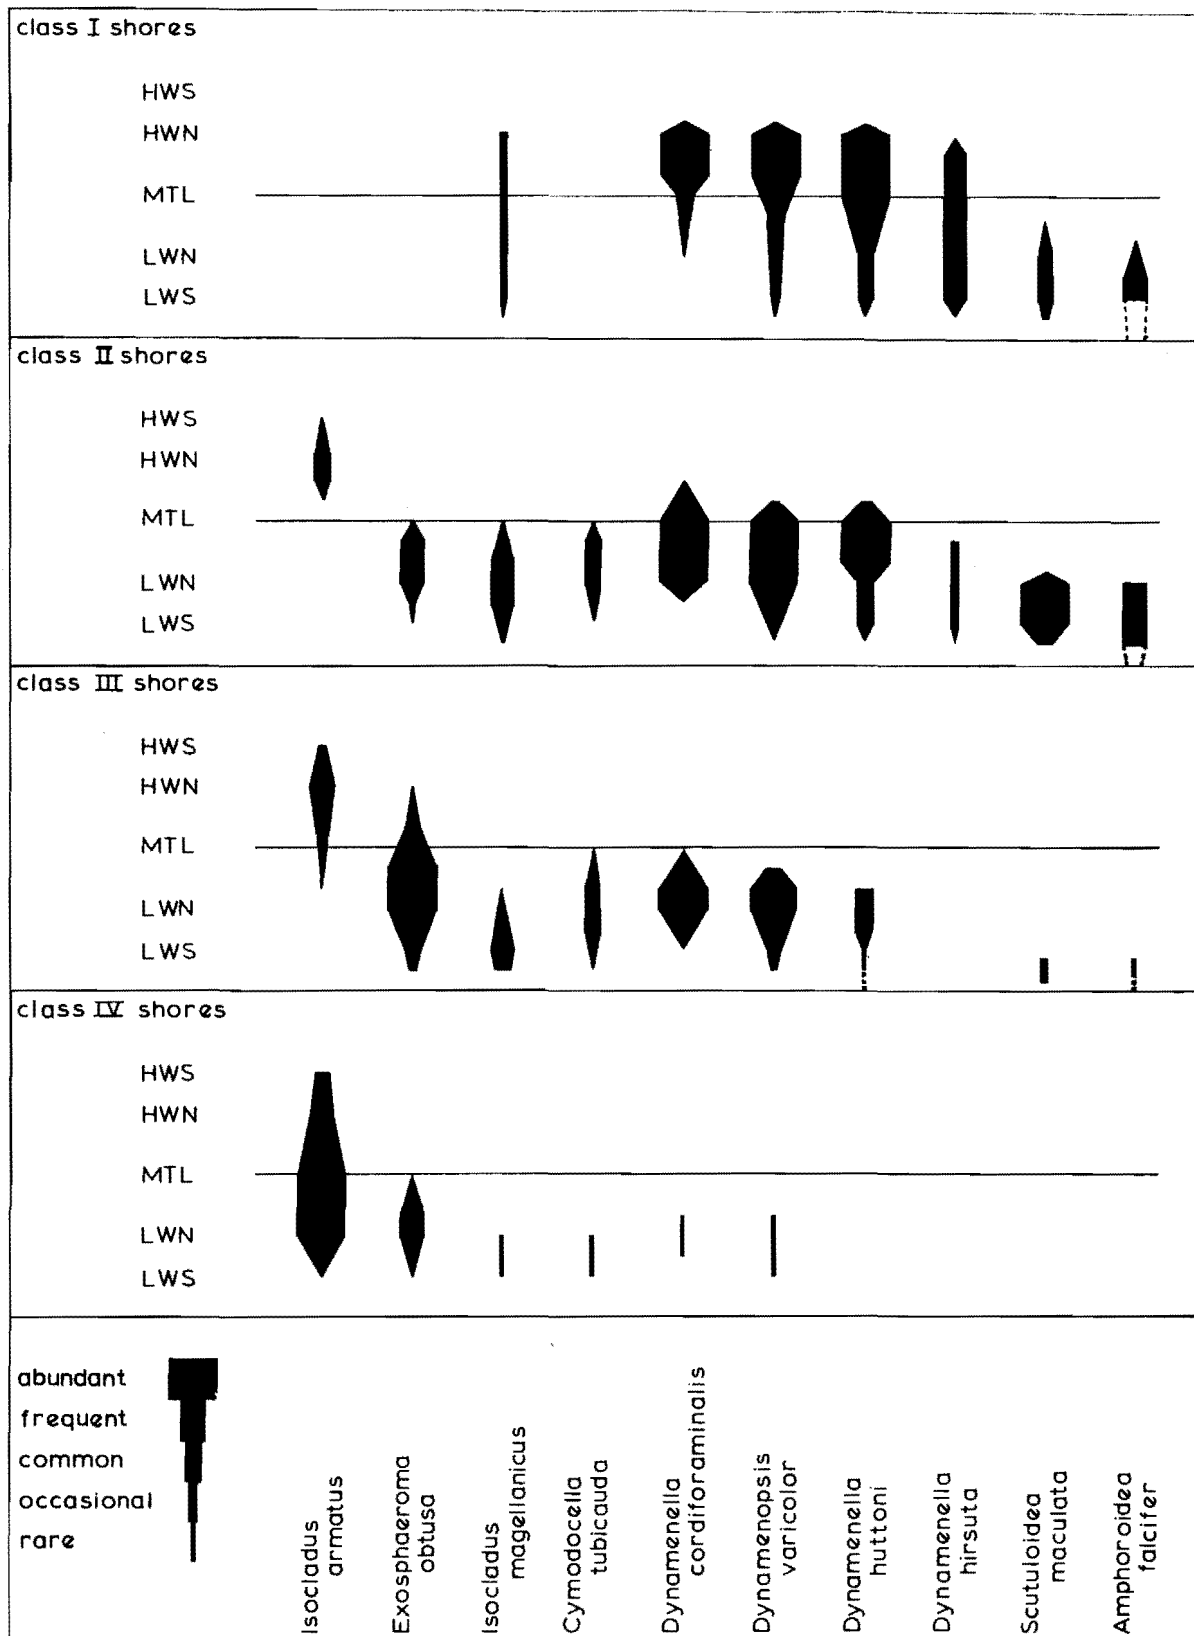 class I shores
HWS
HWN
MTL
LWN
LWS
class II shores
HWS
HWN
MTL
LWN
LWS
class III shores
HWS
HWN
MTL
LWN
LWS
class IV shores
HWS
HWN
MTL
LWN
LWS
abundant
frequent
common
occasional
rare
Isocladus
armatus
Exosphaeroma
obtusa
Isocladus
magellanicus
Cymodocella
tubicauda
Dynamenella
cordiforaminalis
Dynamenopsis
varicolor
Dynamenella
huttoni
Dynamenella
hirsuta
Scutuloidea
maculata
Amphoroidea
falcifer